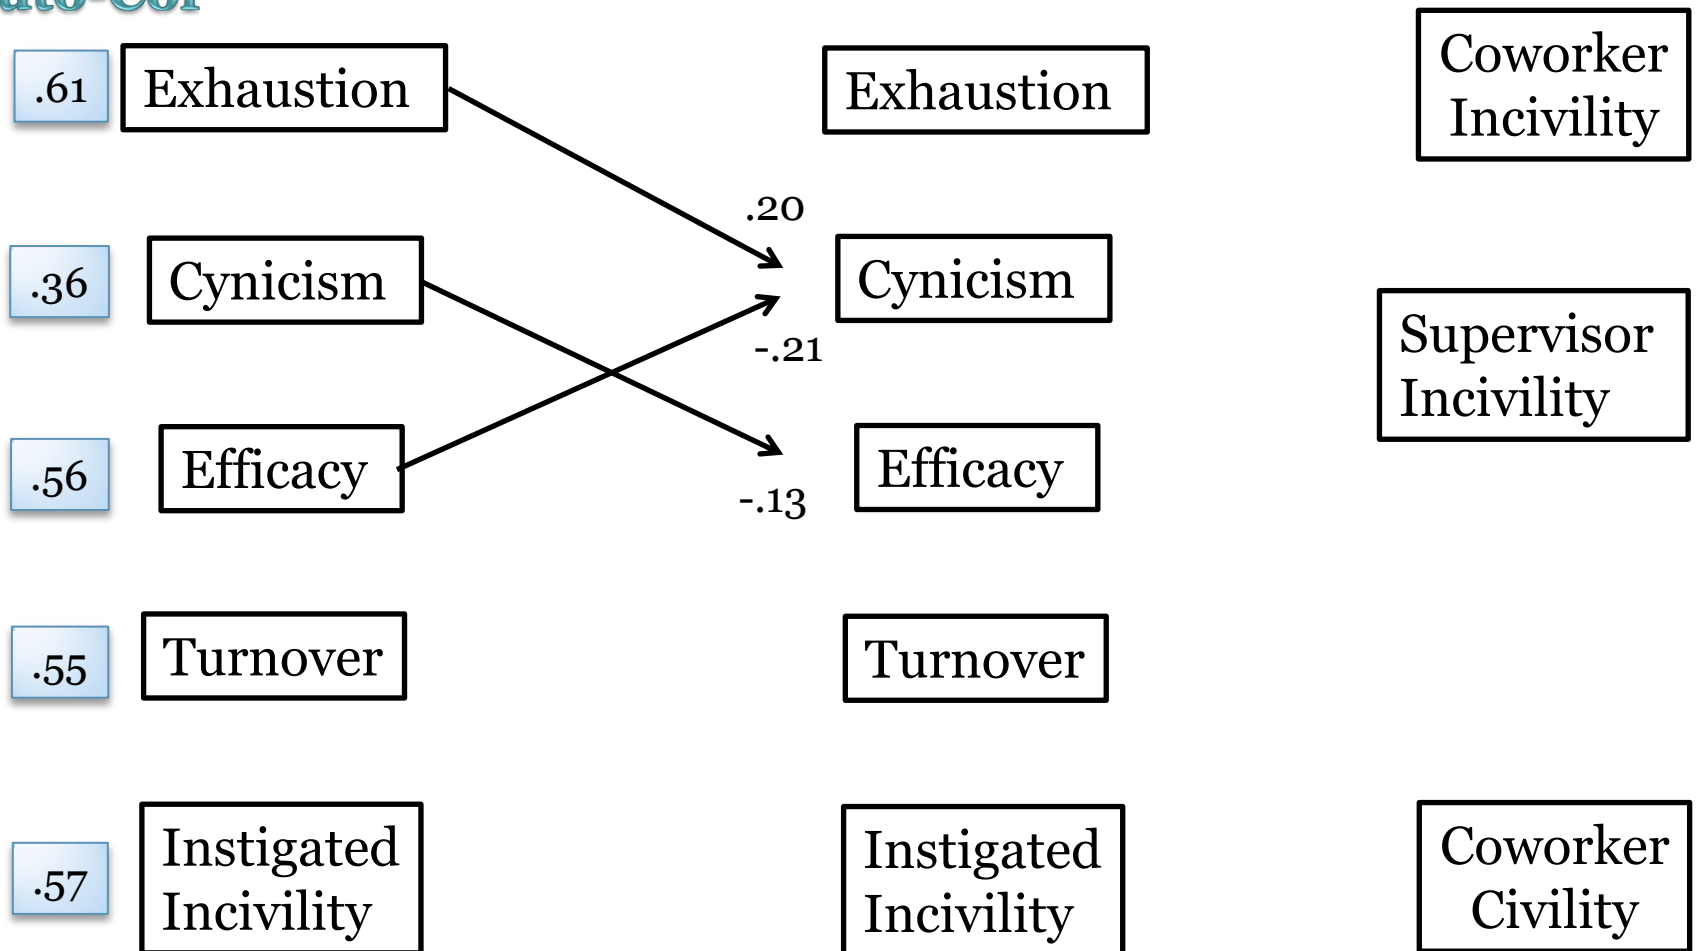 .61
Exhaustion
Exhaustion
Coworker
Incivility
.20
.36
Cynicism
Cynicism
-.21
Supervisor
Incivility
.56
Efficacy
Efficacy
-.13
.55
Turnover
Turnover
.57
Instigated
Incivility
Instigated
Incivility
Coworker
Civility